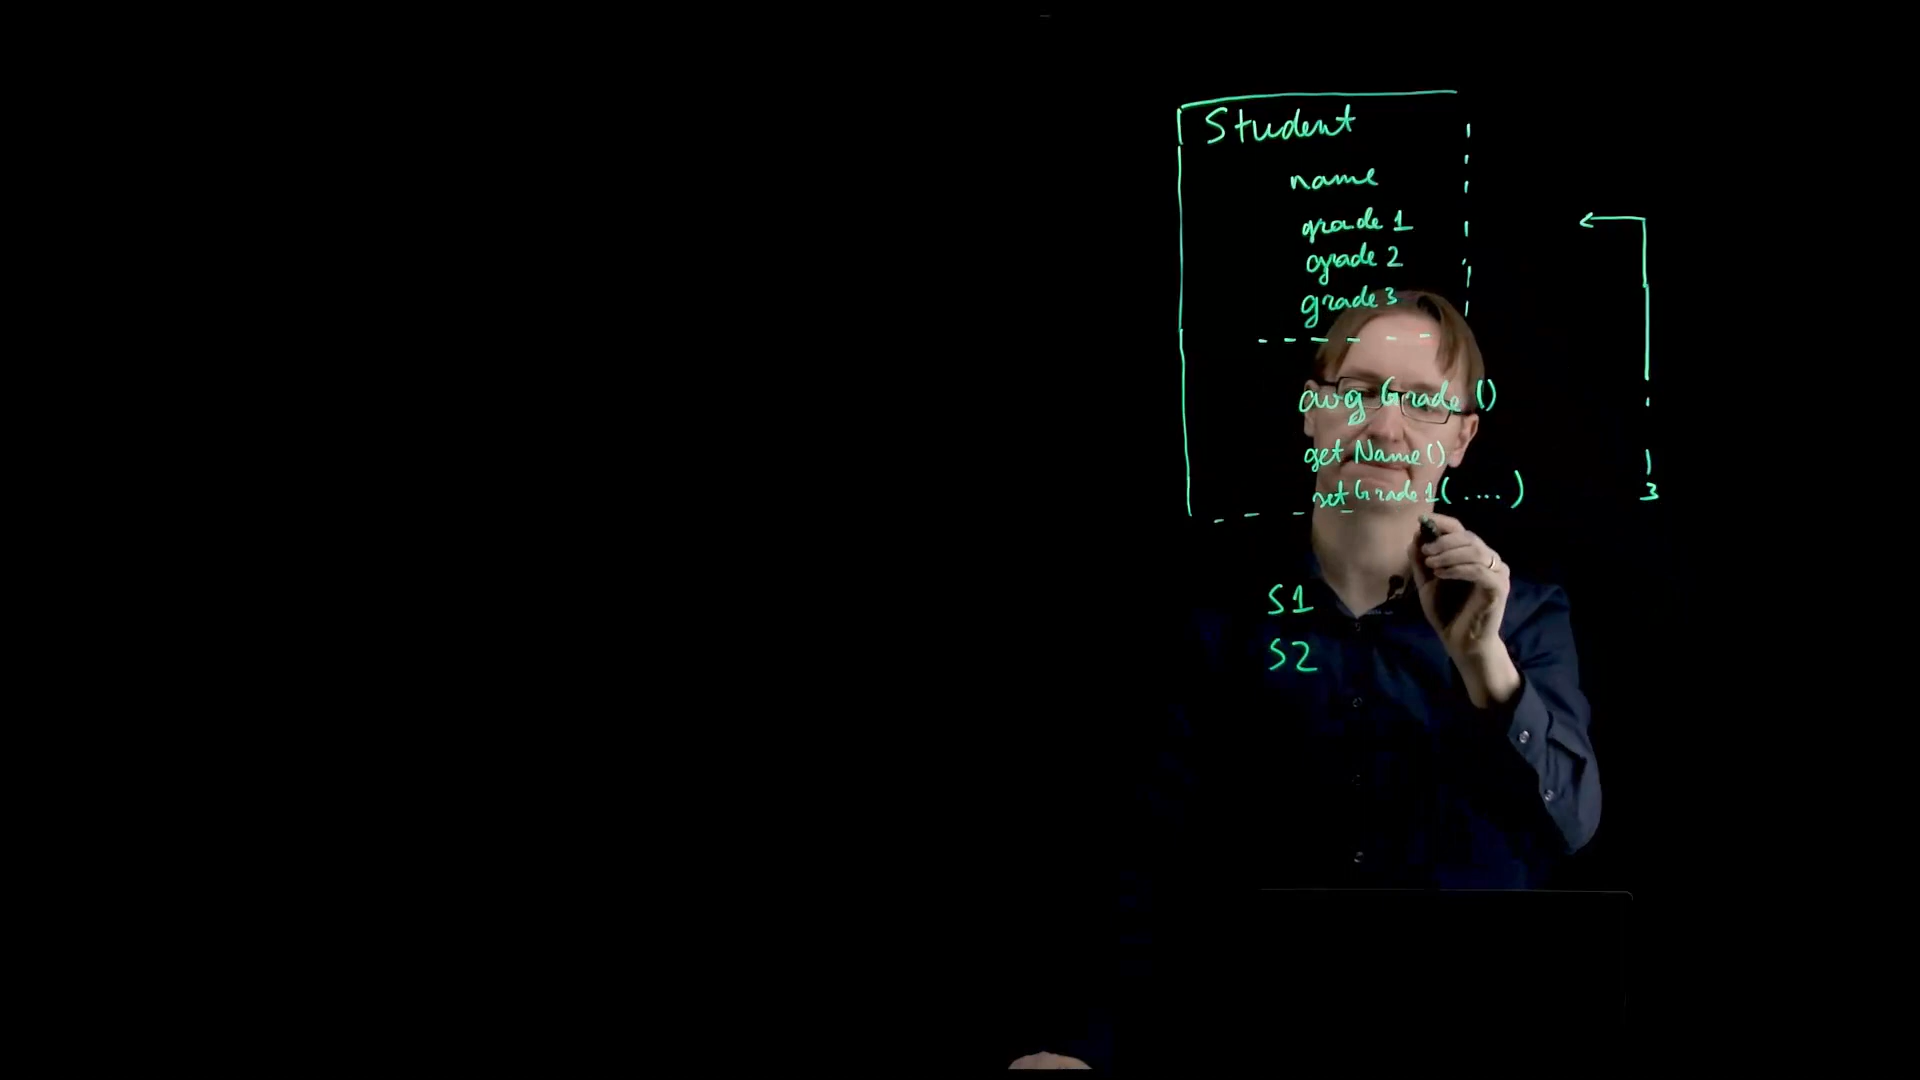 Student
name
grade 1
grade 2
grade 3
avg Grade ()
get Name ()
set Grade 1 ( .... )
3
S1
S2